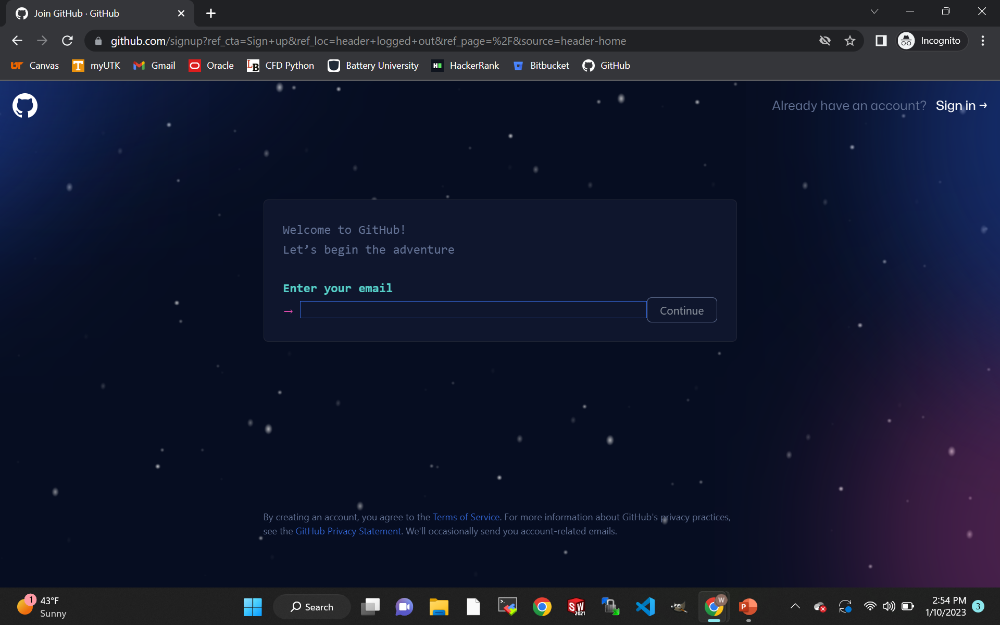 Join GitHub · GitHub
github.com/signup?ref_cta=Sign+up&ref_loc=header+logged+out&ref_page=%2F&source=header-home
Incognito
Canvas
myUTK
Gmail
Oracle
CFD Python
Battery University
HackerRank
Bitbucket
GitHub
Already have an account? Sign in →
Welcome to GitHub!
Let’s begin the adventure
Enter your email
→
Continue
By creating an account, you agree to the Terms of Service. For more information about GitHub's privacy practices,
see the GitHub Privacy Statement. We'll occasionally send you account-related emails.
1
43°F
Sunny
Search
SW
2021
W
P
2:54 PM
1/10/2023
3